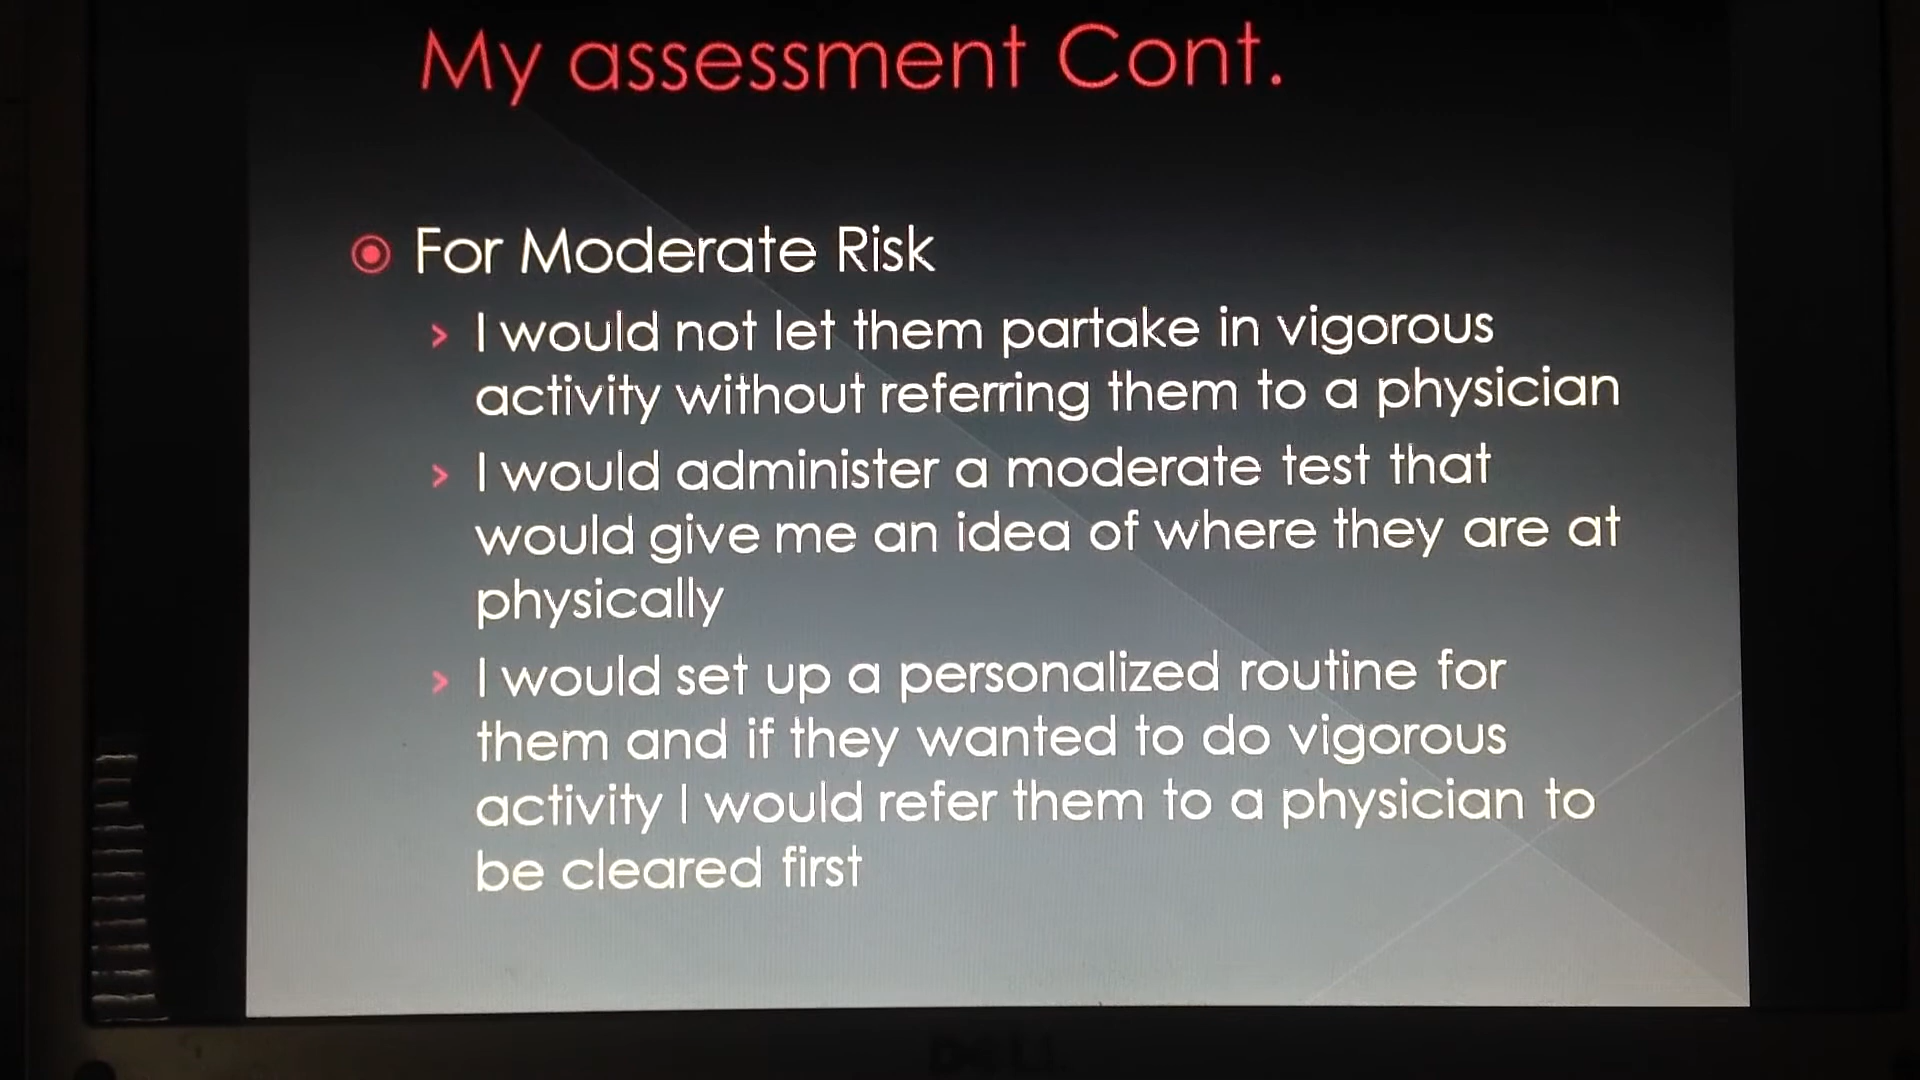 My assessment Cont.
For Moderate Risk
I would not let them partake in vigorous
activity without referring them to a physician
I would administer a moderate test that
would give me an idea of where they are at
physically
I would set up a personalized routine for
them and if they wanted to do vigorous
activity I would refer them to a physician to
be cleared first
DELL